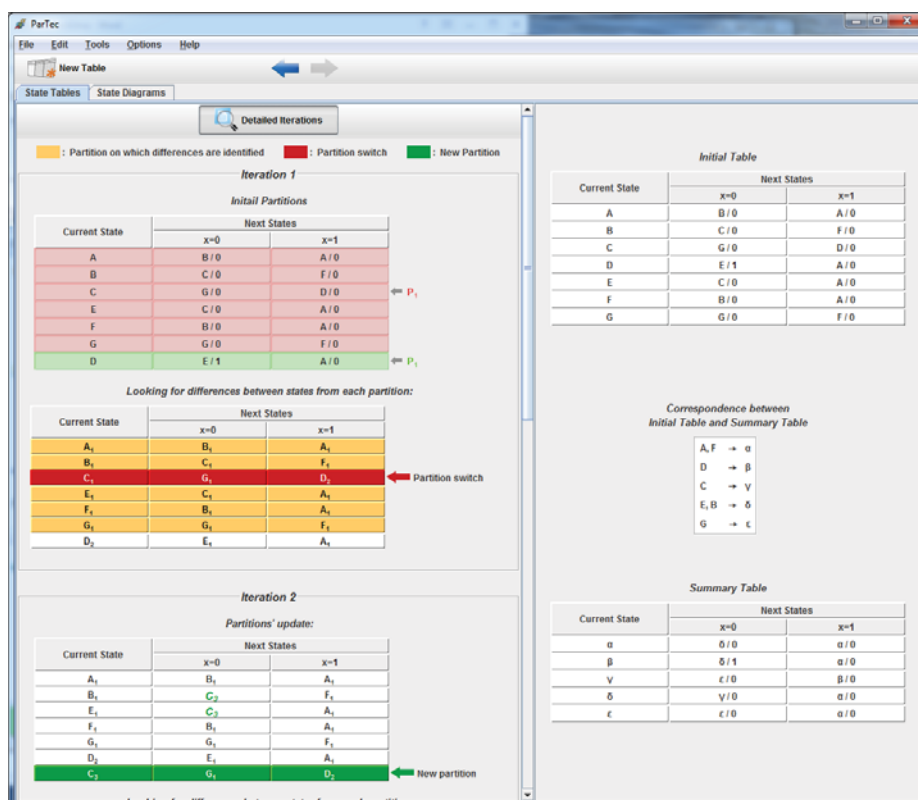 ParTec
File Edit Tools Options Help
New Table
State Tables State Diagrams
Detailed Iterations
: Partition on which differences are identified : Partition switch : New Partition
Iteration 1
Initail Partitions
Current State Next States
x=0 x=1
A B/0 A/0
B C/0 F/0
C G/0 D/0 P₁
E C/0 A/0
F B/0 A/0
G G/0 F/0
D E/1 A/0 P₁
Looking for differences between states from each partition:
Current State Next States
x=0 x=1
A₁ B₁ A₁
B₁ C₁ F₁
C₁ G₁ D₂ Partition switch
E₁ C₁ A₁
F₁ B₁ A₁
G₁ G₁ F₁
D₂ E₁ A₁
Iteration 2
Partitions' update:
Current State Next States
x=0 x=1
A₁ B₁ A₁
B₁ C₃ F₁
E₁ C₃ A₁
F₁ B₁ A₁
G₁ G₁ F₁
D₂ E₁ A₁
C₃ G₁ D₂ New partition
Initial Table
Current State Next States
x=0 x=1
A B/0 A/0
B C/0 F/0
C G/0 D/0
D E/1 A/0
E C/0 A/0
F B/0 A/0
G G/0 F/0
Correspondence between
Initial Table and Summary Table
A, F → α
D → β
C → γ
E, B → δ
G → ε
Summary Table
Current State Next States
x=0 x=1
α δ/0 α/0
β δ/1 α/0
γ ε/0 β/0
δ γ/0 α/0
ε ε/0 α/0